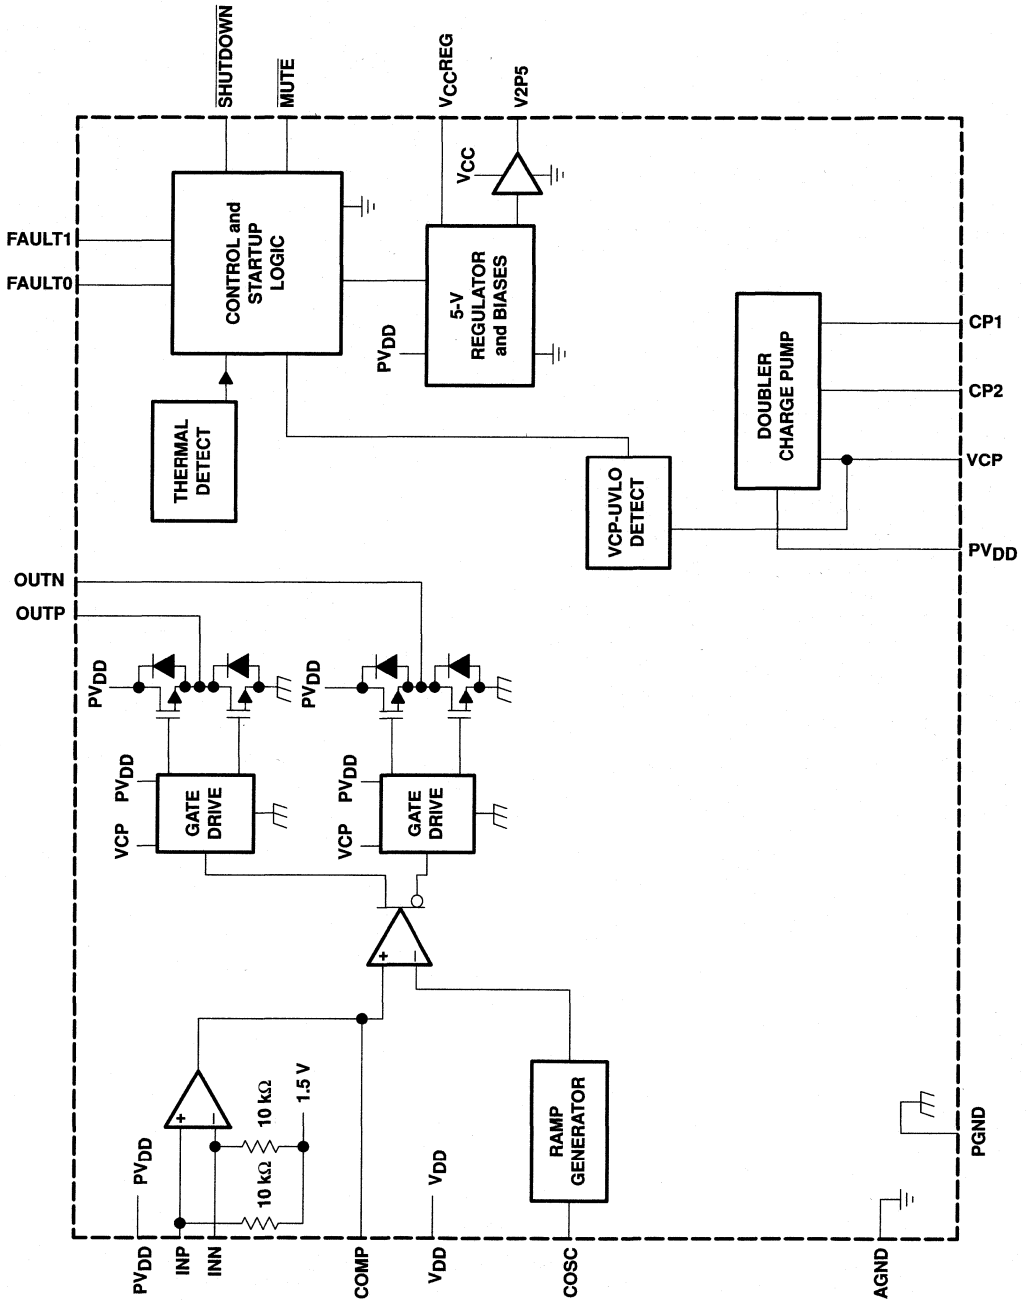 SHUTDOWN
MUTE
VCCREG
V2P5
FAULT1
FAULT0
CONTROL and
STARTUP
LOGIC
VCC
5-V
REGULATOR
and BIASES
PVDD
THERMAL
DETECT
VCP-UVLO
DETECT
DOUBLER
CHARGE PUMP
CP1
CP2
VCP
PVDD
OUTN
OUTP
PVDD
PVDD
PVDD
VCP
GATE
DRIVE
PVDD
VCP
GATE
DRIVE
+
−
+
−
10 kΩ
10 kΩ
1.5 V
RAMP
GENERATOR
PVDD
VDD
PVDD
INP
INN
COMP
VDD
COSC
AGND
PGND